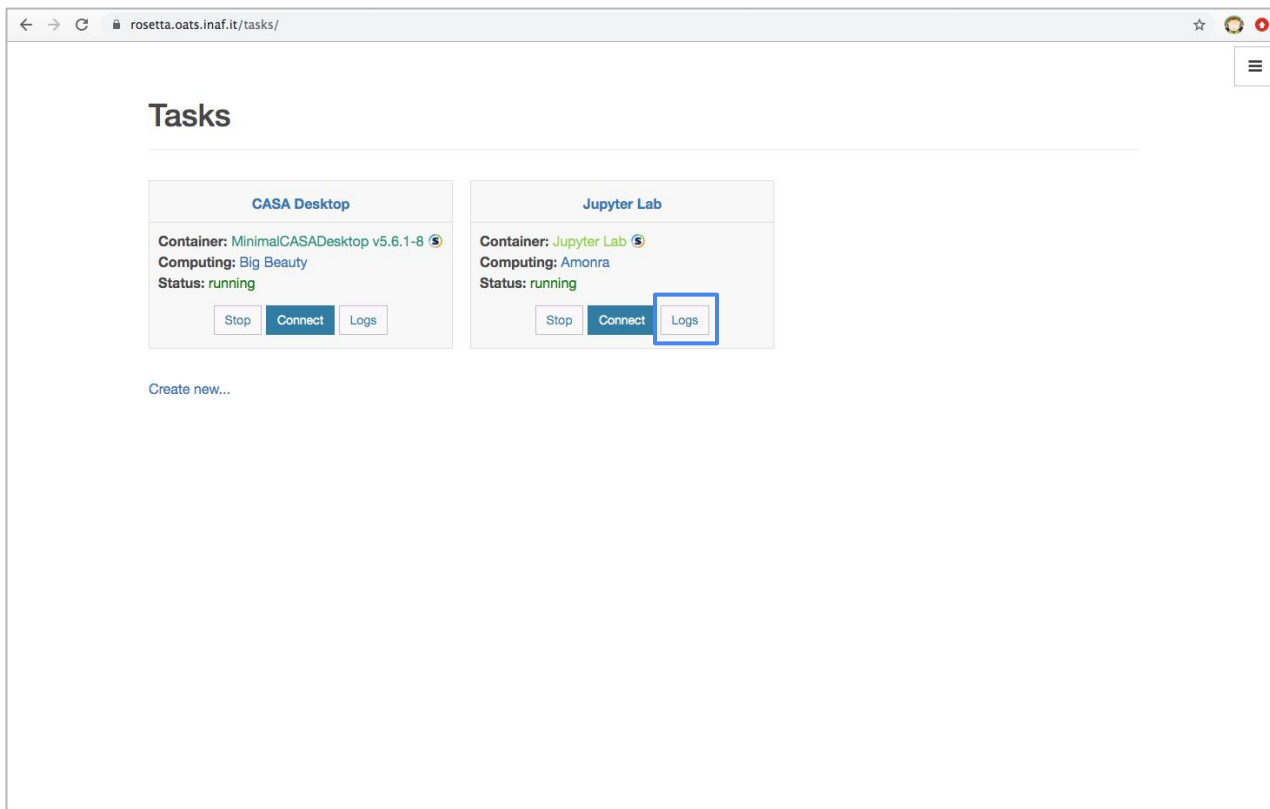 rosetta.oats.inaf.it/tasks/
Tasks
CASA Desktop
Container: MinimalCASADesktop v5.6.1-8 S
Computing: Big Beauty
Status: running
Stop Connect Logs
Jupyter Lab
Container: Jupyter Lab S
Computing: Amonra
Status: running
Stop Connect Logs
Create new...